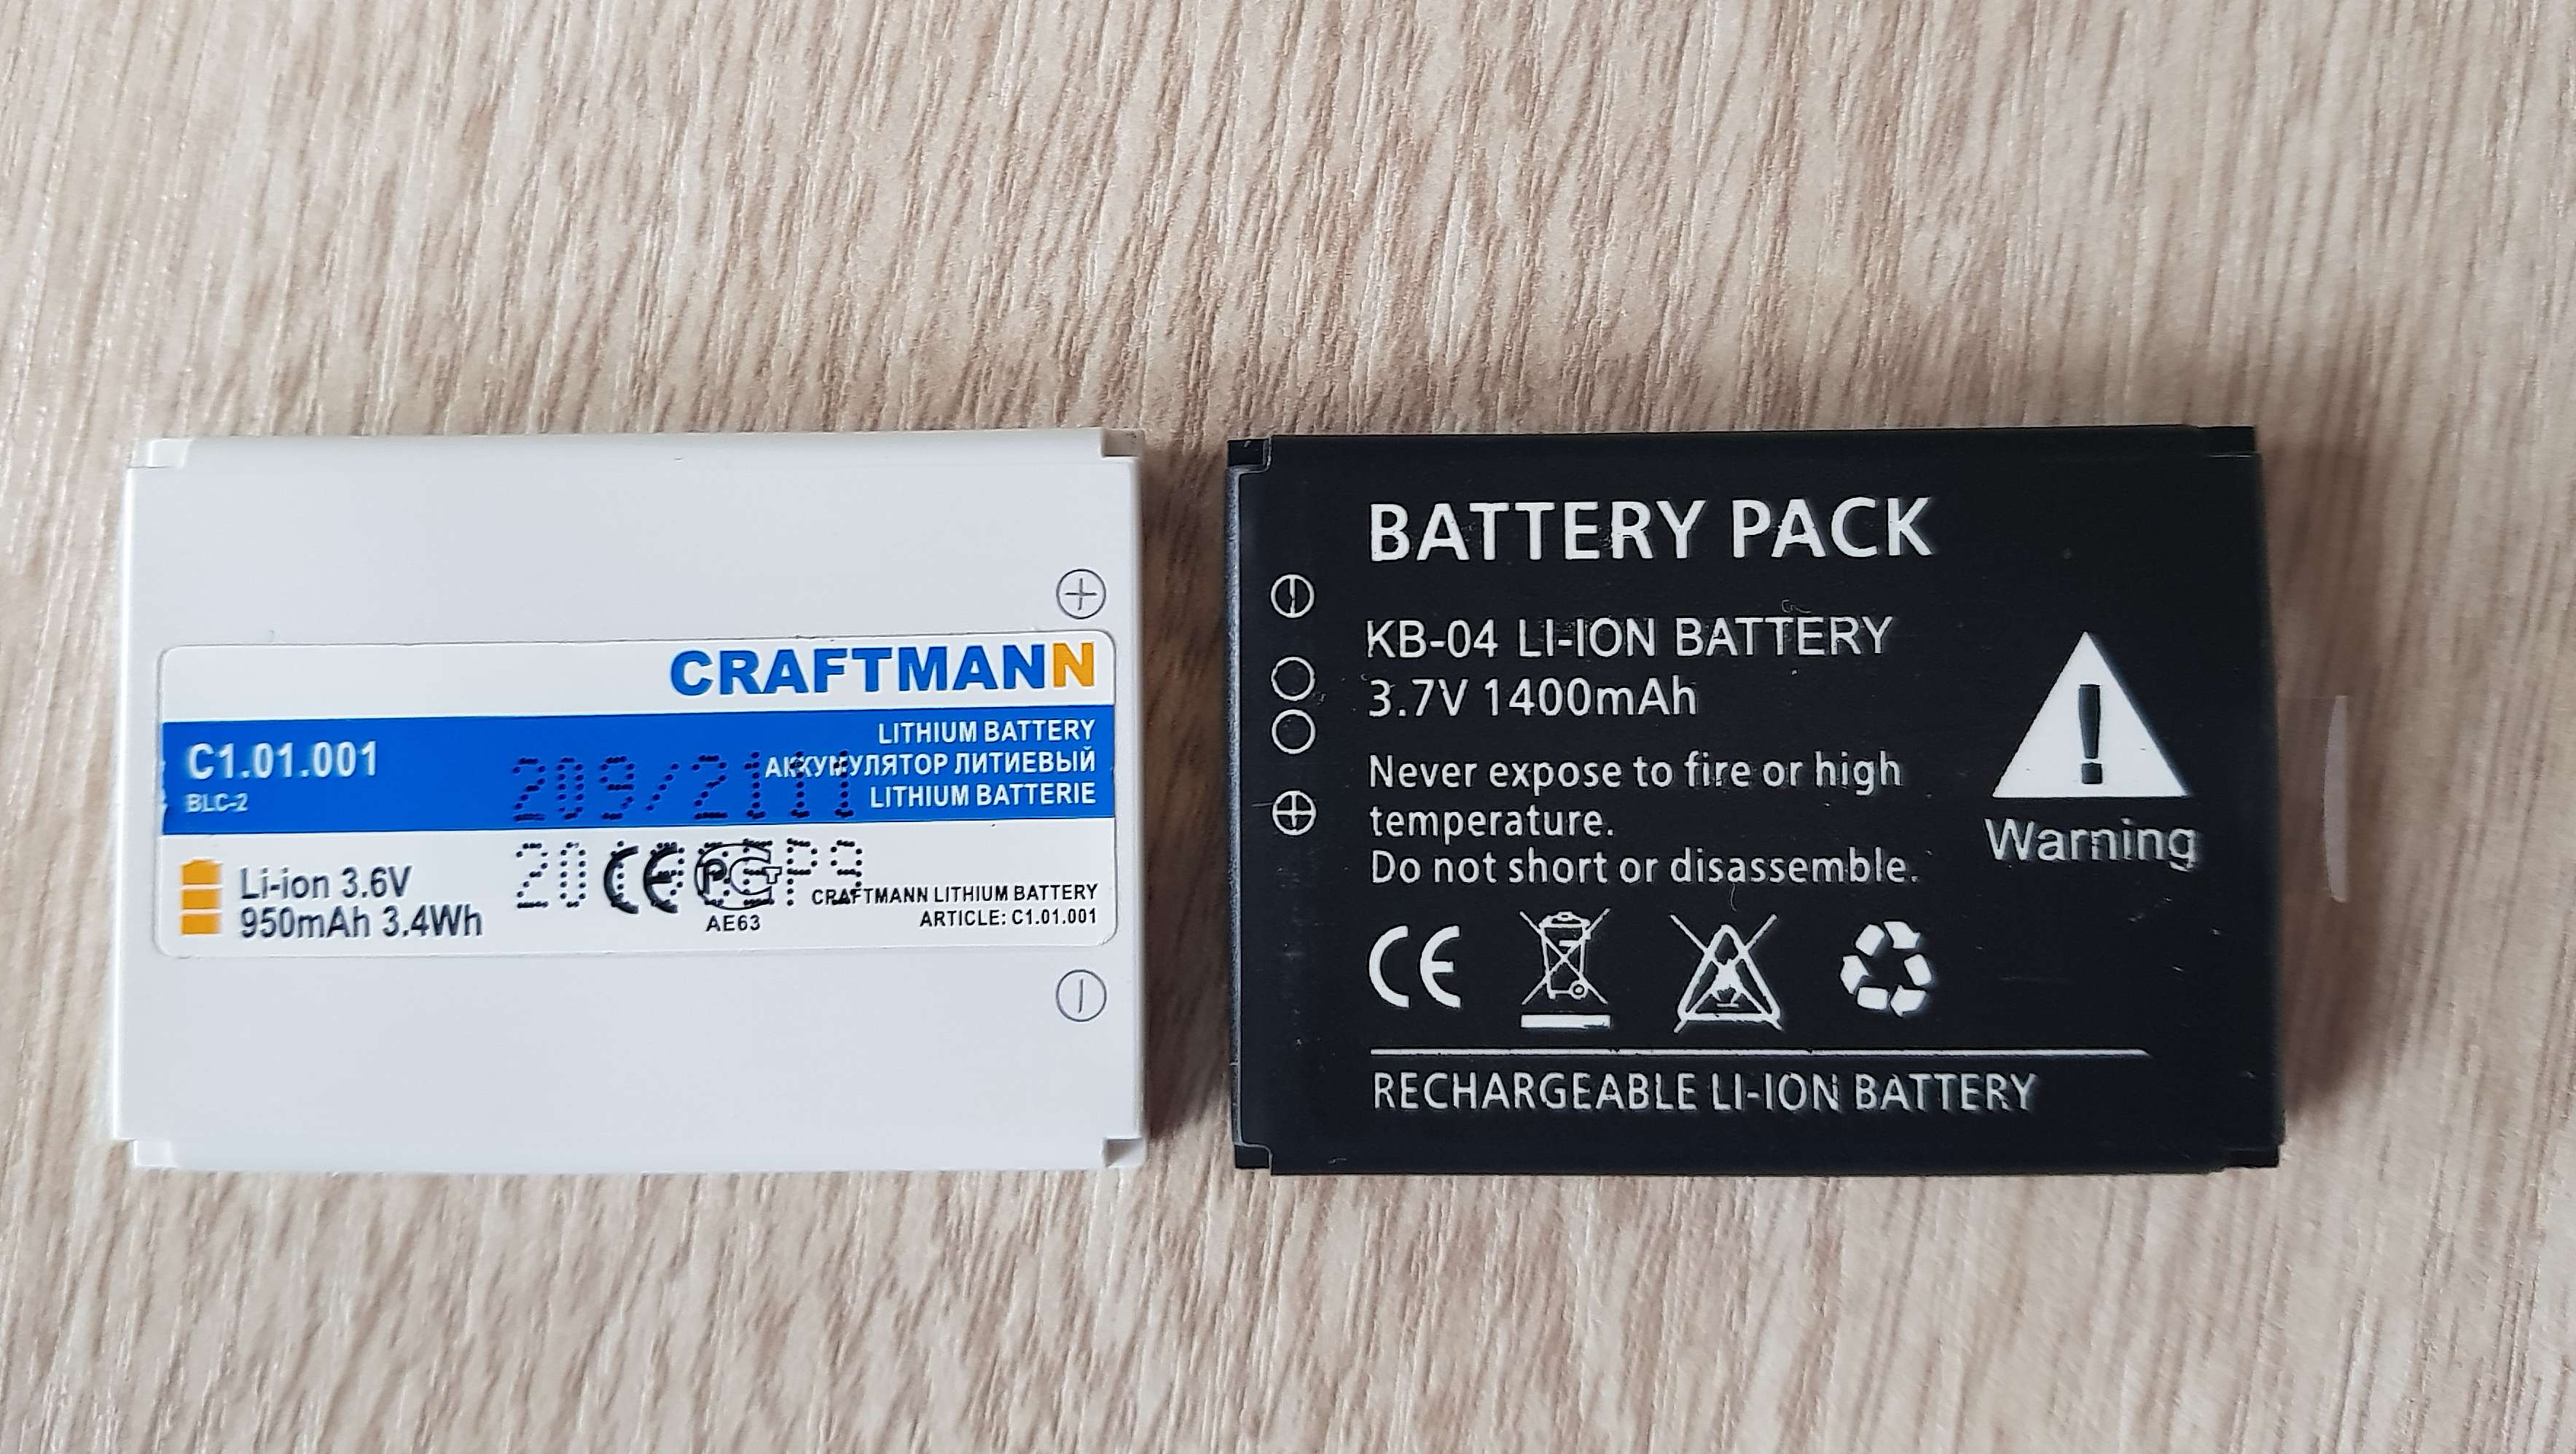 CRAFTMANN
C1.01.001
BLC-2
LITHIUM BATTERY
АККУМУЛЯТОР ЛИТИЕВЫЙ
LITHIUM BATTERIE
Li-ion 3.6V
950mAh 3.4Wh
CE
AE63
CRAFTMANN LITHIUM BATTERY
ARTICLE: C1.01.001
BATTERY PACK
KB-04 LI-ION BATTERY
3.7V 1400mAh
Never expose to fire or high
temperature.
Do not short or disassemble.
Warning
CE
RECHARGEABLE LI-ION BATTERY